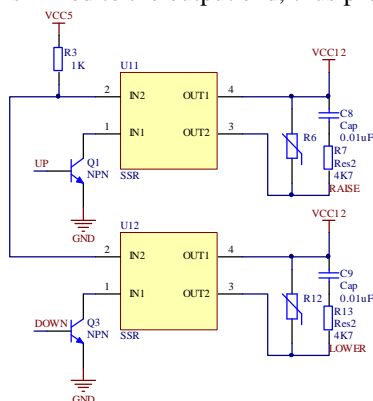 VCC5
R3
1K
U11
2 IN2 OUT1 4
1 IN1 OUT2 3
SSR
UP
Q1
NPN
GND
VCC12
C8
Cap
0.01uF
R6
R7
Res2
4K7
RAISE
U12
2 IN2 OUT1 4
1 IN1 OUT2 3
SSR
DOWN
Q3
NPN
GND
VCC12
C9
Cap
0.01uF
R12
R13
Res2
4K7
LOWER